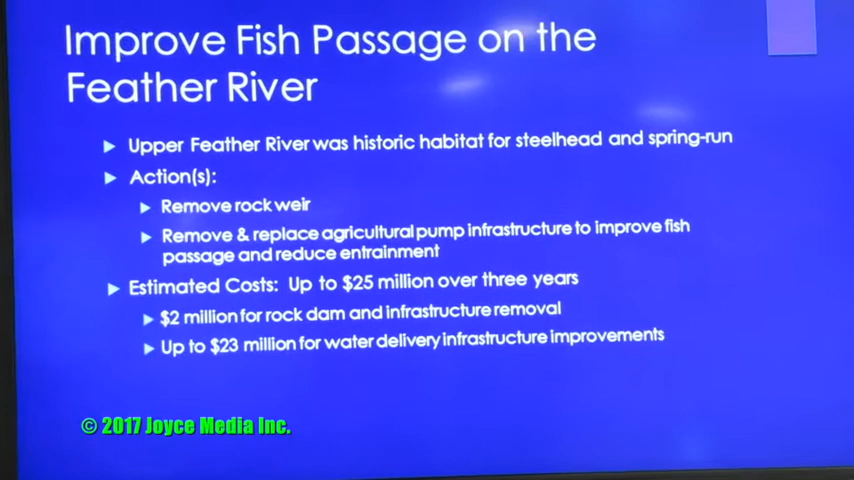 Improve Fish Passage on the
Feather River
Upper Feather River was historic habitat for steelhead and spring-run
Action(s):
Remove rock weir
Remove & replace agricultural pump infrastructure to improve fish
passage and reduce entrainment
Estimated Costs: Up to $25 million over three years
$2 million for rock dam and infrastructure removal
Up to $23 million for water delivery infrastructure improvements
© 2017 Joyce Media Inc.